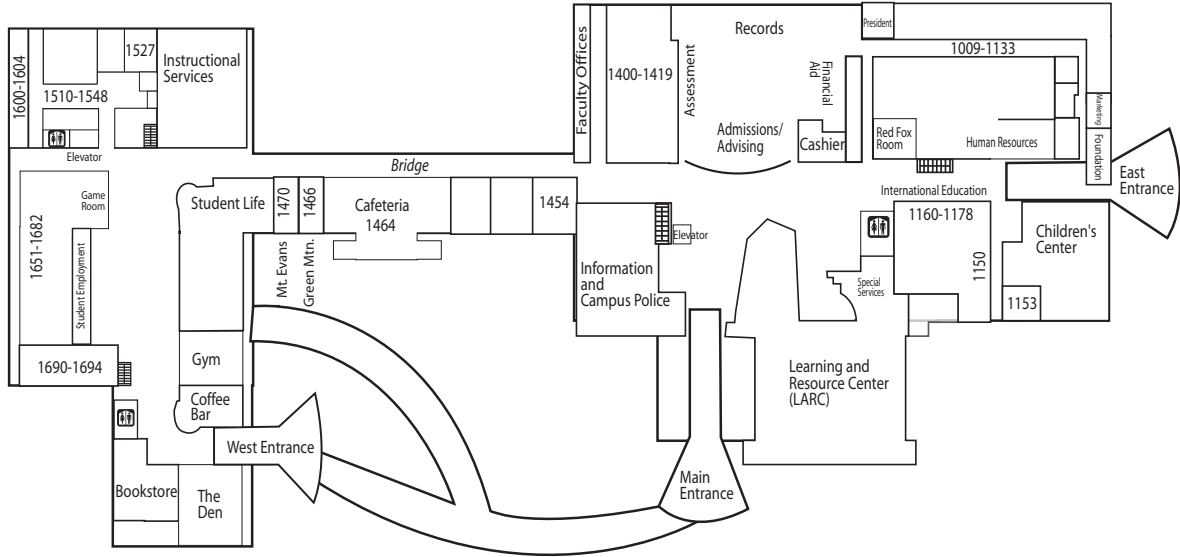 President
Records
Faculty Offices
1527
Instructional
Services
1009-1133
1600-1604
1400-1419
Assessment
Financial
Aid
1510-1548
Marketing
Admissions/
Advising
Cashier
Red Fox
Room
Human Resources
Foundation
Elevator
Bridge
East
Entrance
International Education
Game
Room
Student Life
1470
1466
Cafeteria
1464
1454
1160-1178
Elevator
Children's
Center
1651-1682
Student Employment
Mt. Evans
Green Mtn.
Information
and
Campus Police
Special
Services
1150
1153
Gym
1690-1694
Learning and
Resource Center
(LARC)
Coffee
Bar
West Entrance
Bookstore
The
Den
Main
Entrance